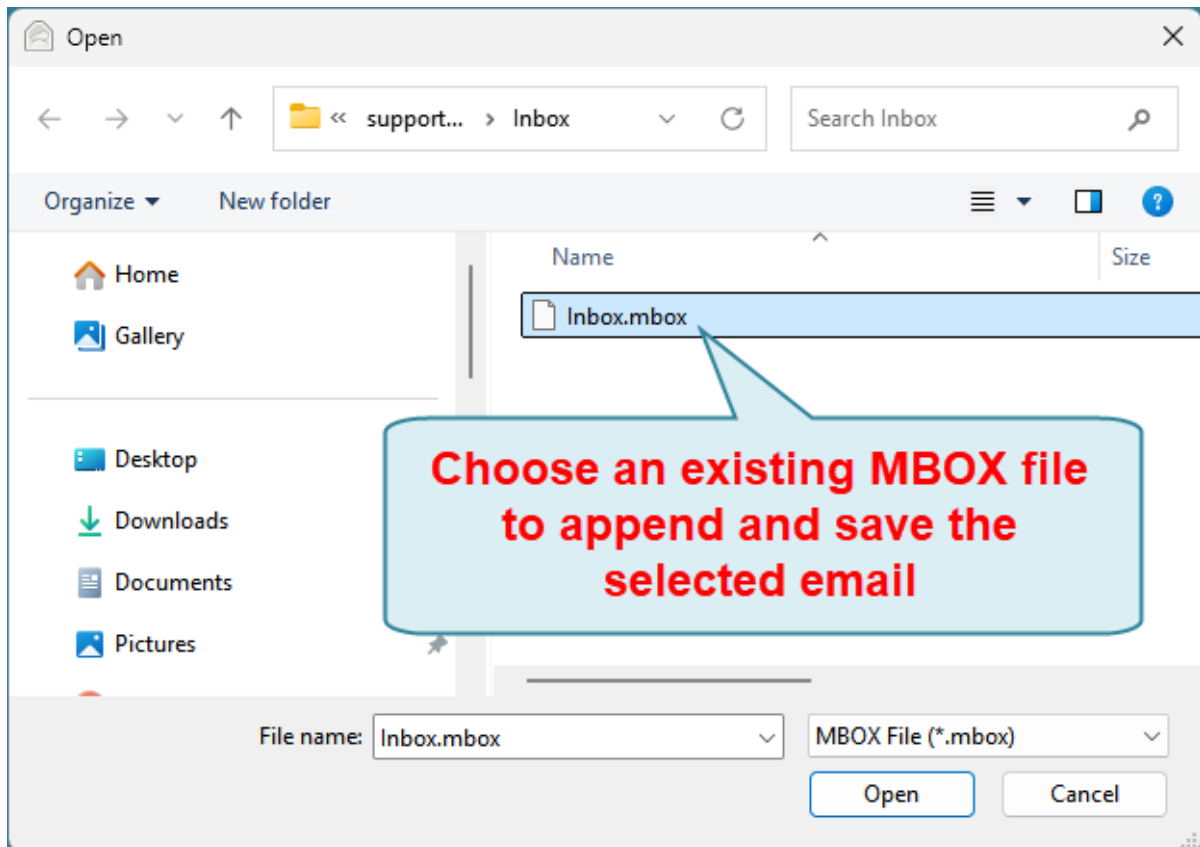 Open
« support... > Inbox
Search Inbox
Organize
New folder
?
Name
Size
Home
Gallery
Inbox.mbox
Desktop
Downloads
Documents
Pictures
Choose an existing MBOX file
to append and save the
selected email
File name: Inbox.mbox
MBOX File (*.mbox)
Open
Cancel